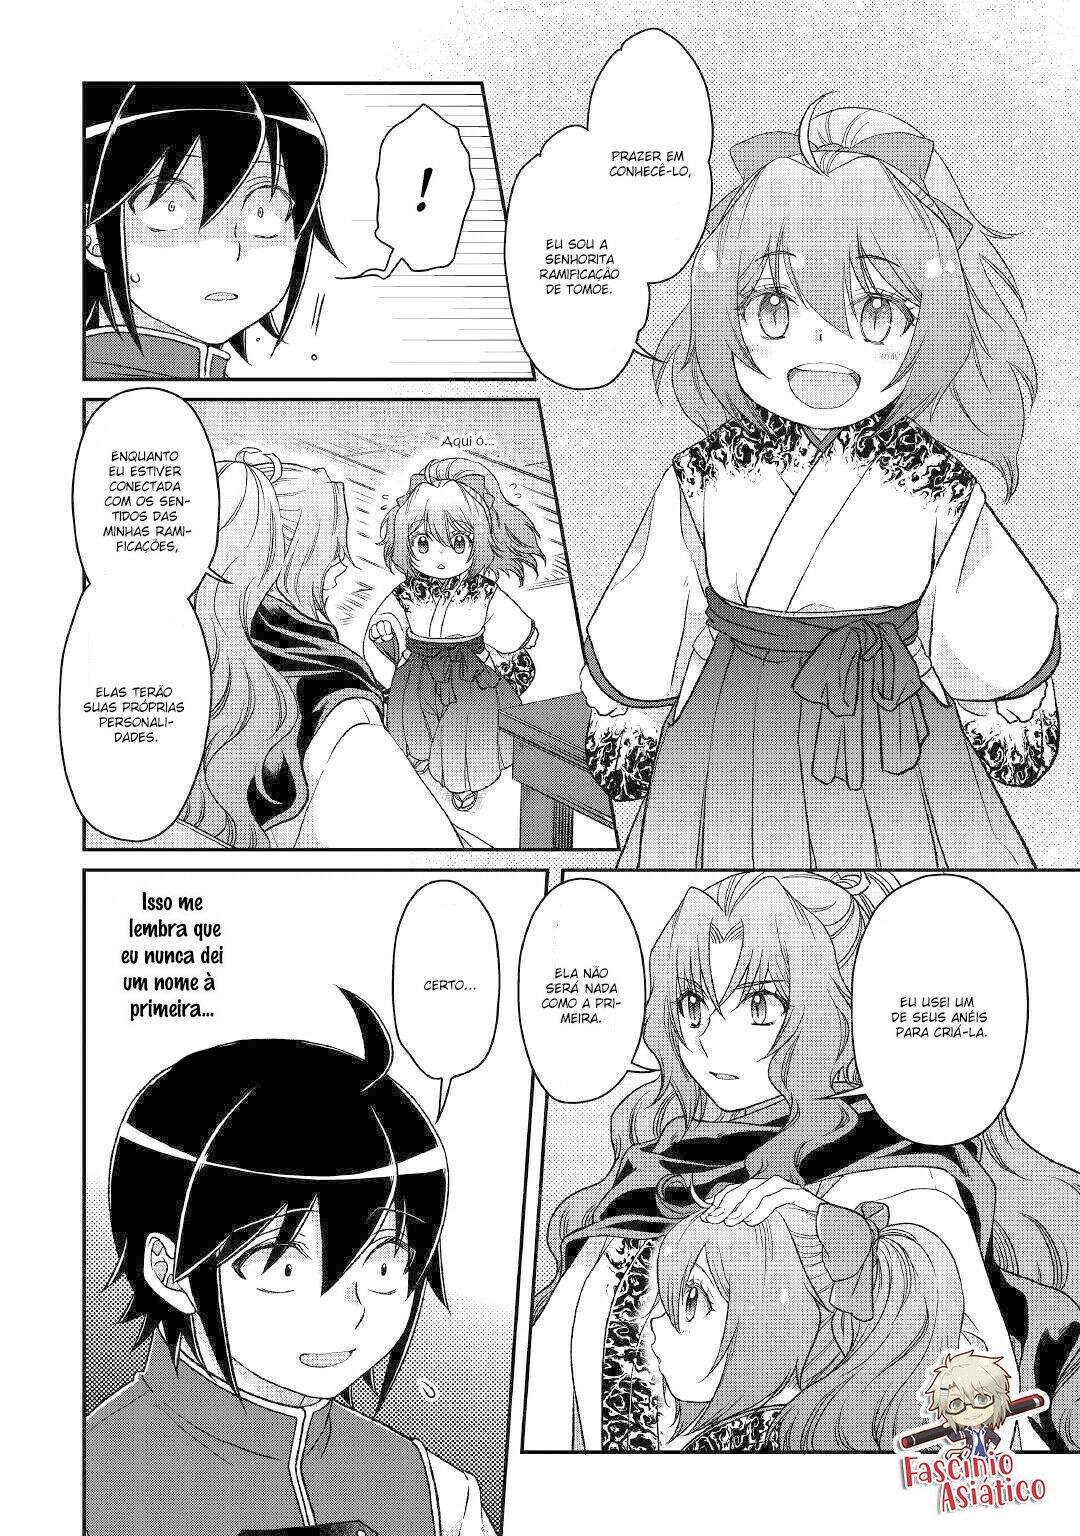 PRAZER EM
CONHECÊ-LO,
EU SOU A
SENHORITA
RAMIFICAÇÃO
DE TOMOE.
!
Aqui ó...
ENQUANTO
EU ESTIVER
CONECTADA
COM OS SEN-
TIDOS DAS
MINHAS RAMI-
FICAÇÕES,
ELAS TERÃO
SUAS PRÓPRIAS
PERSONALI-
DADES.
EU USEI UM
DE SEUS ANÉIS
PARA CRIÁ-LA.
ELA NÃO
SERÁ NADA
COMO A PRI-
MEIRA.
CERTO...
Isso me
lembra que
eu nunca dei
um nome à
primeira...
Fascínio
Asiático